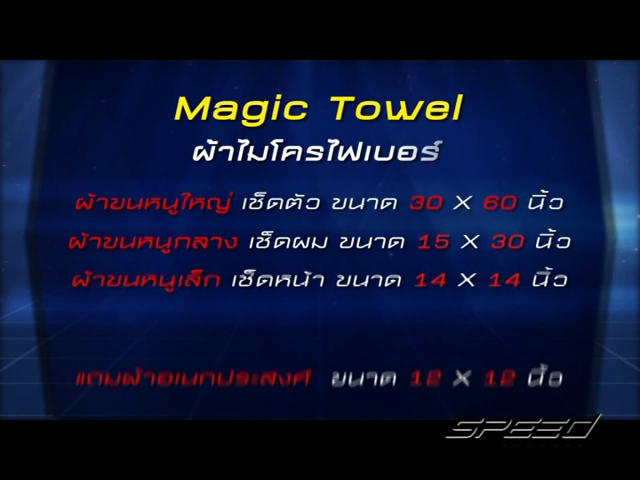 Magic Towel
ผ้าไมโครไฟเบอร์
ผ้าขนหนูใหญ่ เช็ดตัว ขนาด 30 X 60 นิ้ว
ผ้าขนหนูกลาง เช็ดผม ขนาด 15 X 30 นิ้ว
ผ้าขนหนูเล็ก เช็ดหน้า ขนาด 14 X 14 นิ้ว
แถมผ้าอเนกประสงค์ ขนาด 12 X 12 นิ้ว
SPEED